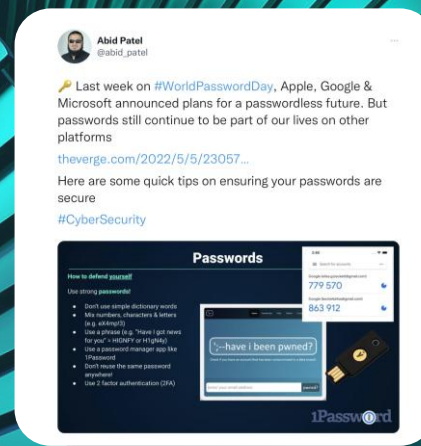 Abid Patel
@abid_patel
🔑 Last week on #WorldPasswordDay, Apple, Google &
Microsoft announced plans for a passwordless future. But
passwords still continue to be part of our lives on other
platforms
theverge.com/2022/5/5/23057...
Here are some quick tips on ensuring your passwords are
secure
#CyberSecurity
Passwords
How to defend yourself
Use strong passwords!
• Don't use simple dictionary words
• Mix numbers, characters & letters
(e.g. eX4mpl3)
• Use a phrase (e.g. "Have I got news
for you" = HIGNFY or H1gN4y)
• Use a password manager app like
1Password
• Don't reuse the same password
anywhere!
• Use 2 factor authentication (2FA)
';--have i been pwned?
pwned?
779 570
863 912
1Password